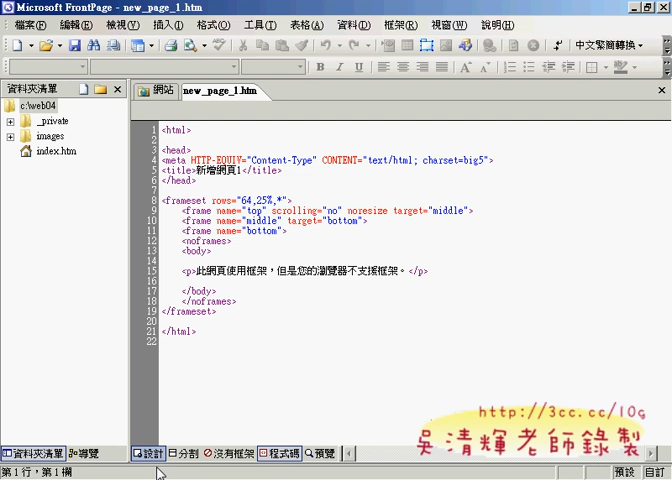 Microsoft FrontPage - new_page_1.htm
檔案(F) 編輯(E) 檢視(V) 插入(I) 格式(O) 工具(T) 表格(A) 資料(D) 框架(R) 視窗(W) 說明(H)
中文繁簡轉換
B I U A A A
資料夾清單
網站 new_page_1.htm
c:\web04
_private
images
index.htm
1 <html>
2
3 <head>
4 <meta HTTP-EQUIV="Content-Type" CONTENT="text/html; charset=big5">
5 <title>新增網頁1</title>
6 </head>
7
8 <frameset rows="64,25%,*">
9 <frame name="top" scrolling="no" noresize target="middle">
10 <frame name="middle" target="bottom">
11 <frame name="bottom">
12 <noframes>
13 <body>
14
15 <p>此網頁使用框架，但是您的瀏覽器不支援框架。</p>
16
17 </body>
18 </noframes>
19 </frameset>
20
21 </html>
22
http://3cc.cc/10g
吳清輝老師錄製
資料夾清單 導覽 設計 分割 沒有框架 程式碼 預覽
第 1 行，第 1 欄 預設 自訂